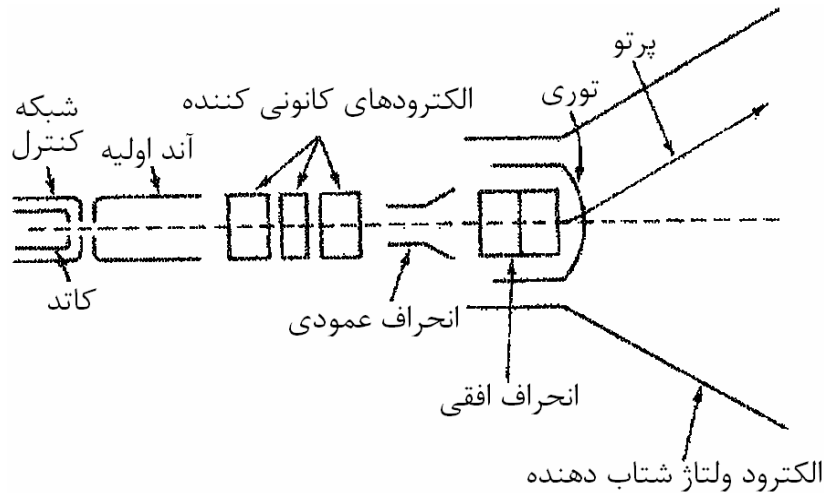 پرتو
توری
الکترودهای کانونی کننده
شبکه
کنترل
آند اولیه
کاتد
انحراف عمودی
انحراف افقی
الکترود ولتاژ شتاب دهنده